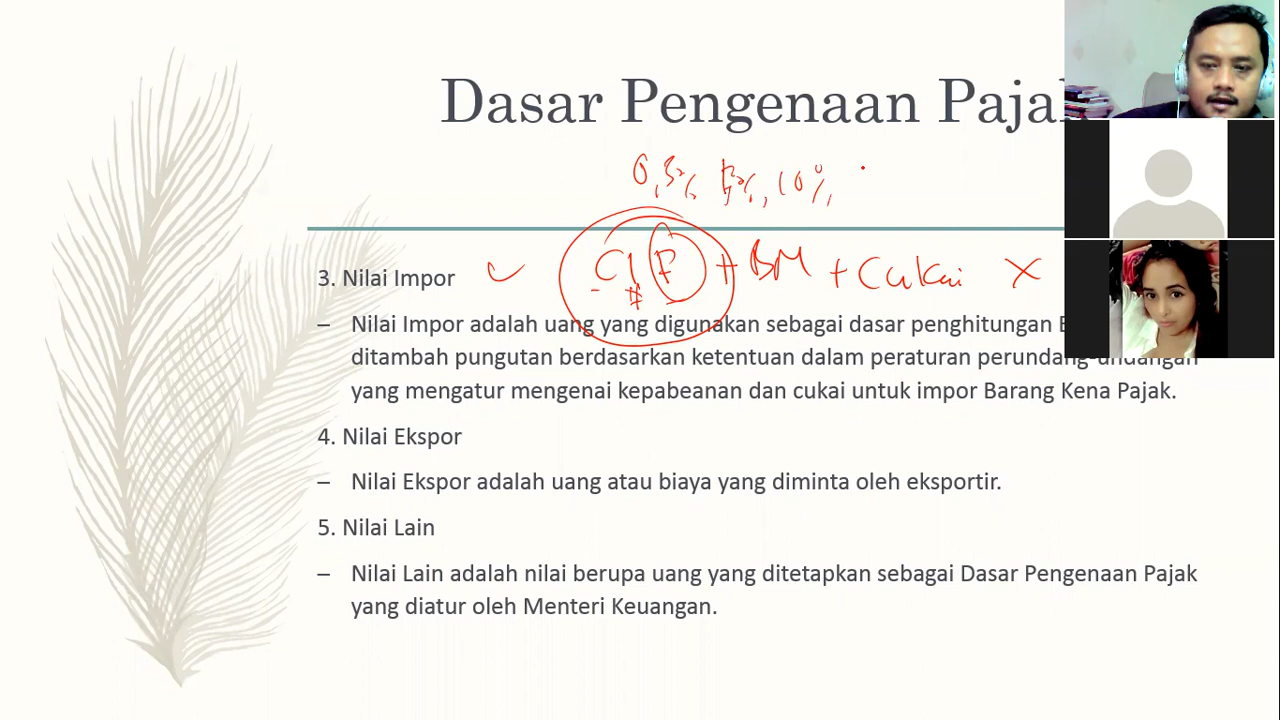 Dasar Pengenaan Paja
0,5%, 10%,
3. Nilai Impor CIF + BM + Cukai X
– Nilai Impor adalah uang yang digunakan sebagai dasar penghitungan
ditambah pungutan berdasarkan ketentuan dalam peraturan perundang-undangan
yang mengatur mengenai kepabeanan dan cukai untuk impor Barang Kena Pajak.
4. Nilai Ekspor
– Nilai Ekspor adalah uang atau biaya yang diminta oleh eksportir.
5. Nilai Lain
– Nilai Lain adalah nilai berupa uang yang ditetapkan sebagai Dasar Pengenaan Pajak
yang diatur oleh Menteri Keuangan.